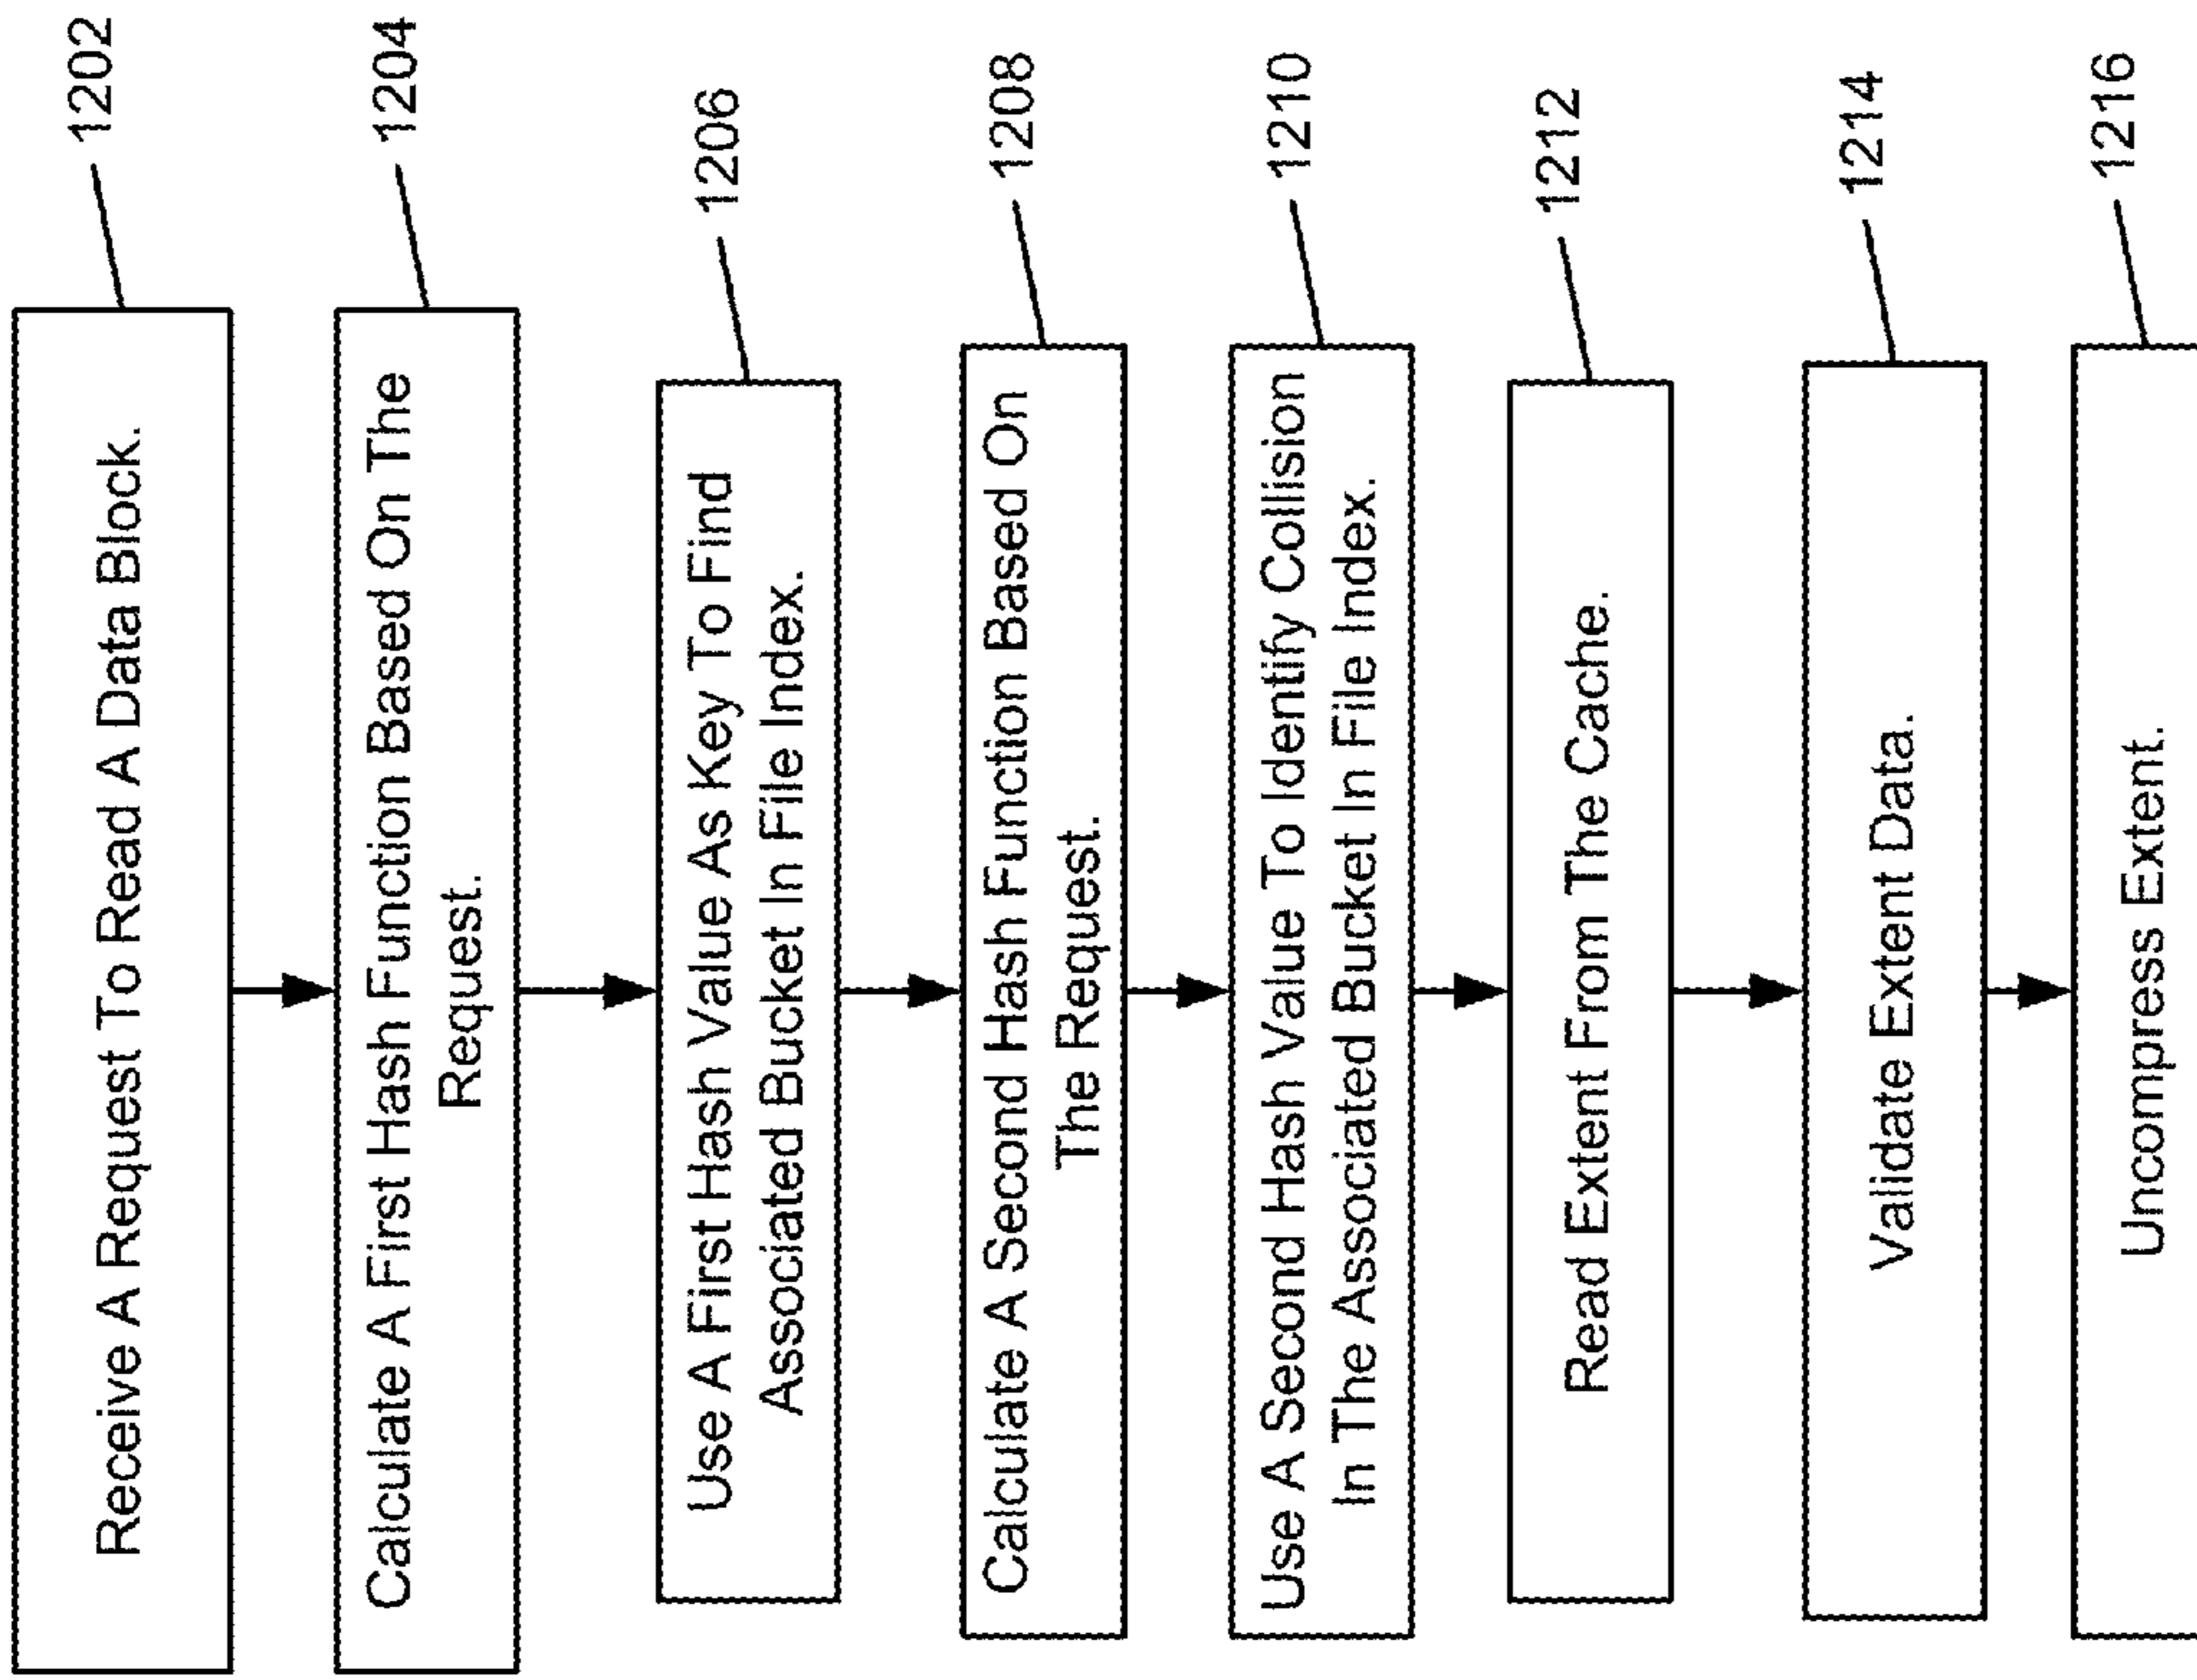 Receive A Request To Read A Data Block.
1202
Calculate A First Hash Function Based On The
Request.
1204
Use A First Hash Value As Key To Find
Associated Bucket In File Index.
1206
Calculate A Second Hash Function Based On
The Request.
1208
Use A Second Hash Value To Identify Collision
In The Associated Bucket In File Index.
1210
Read Extent From The Cache.
1212
Validate Extent Data.
1214
Uncompress Extent.
1216